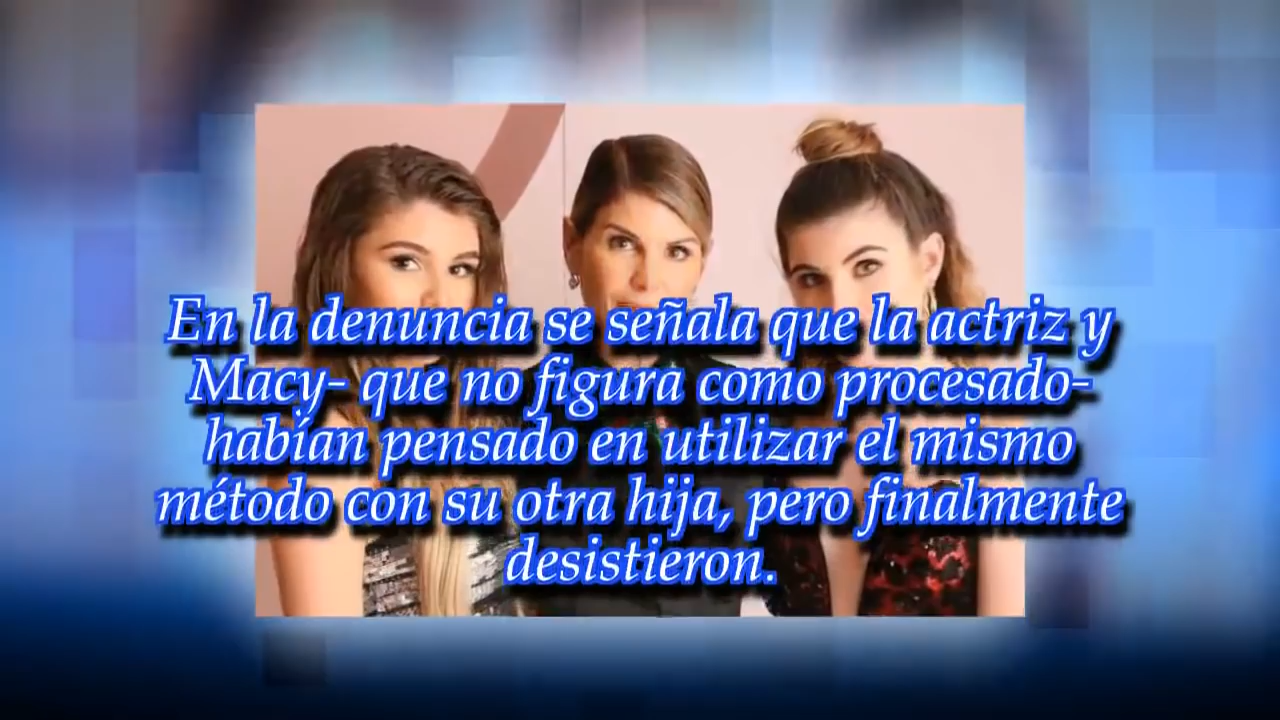 En la denuncia se señala que la actriz y
Macy- que no figura como procesado-
habían pensado en utilizar el mismo
método con su otra hija, pero finalmente
desistieron.